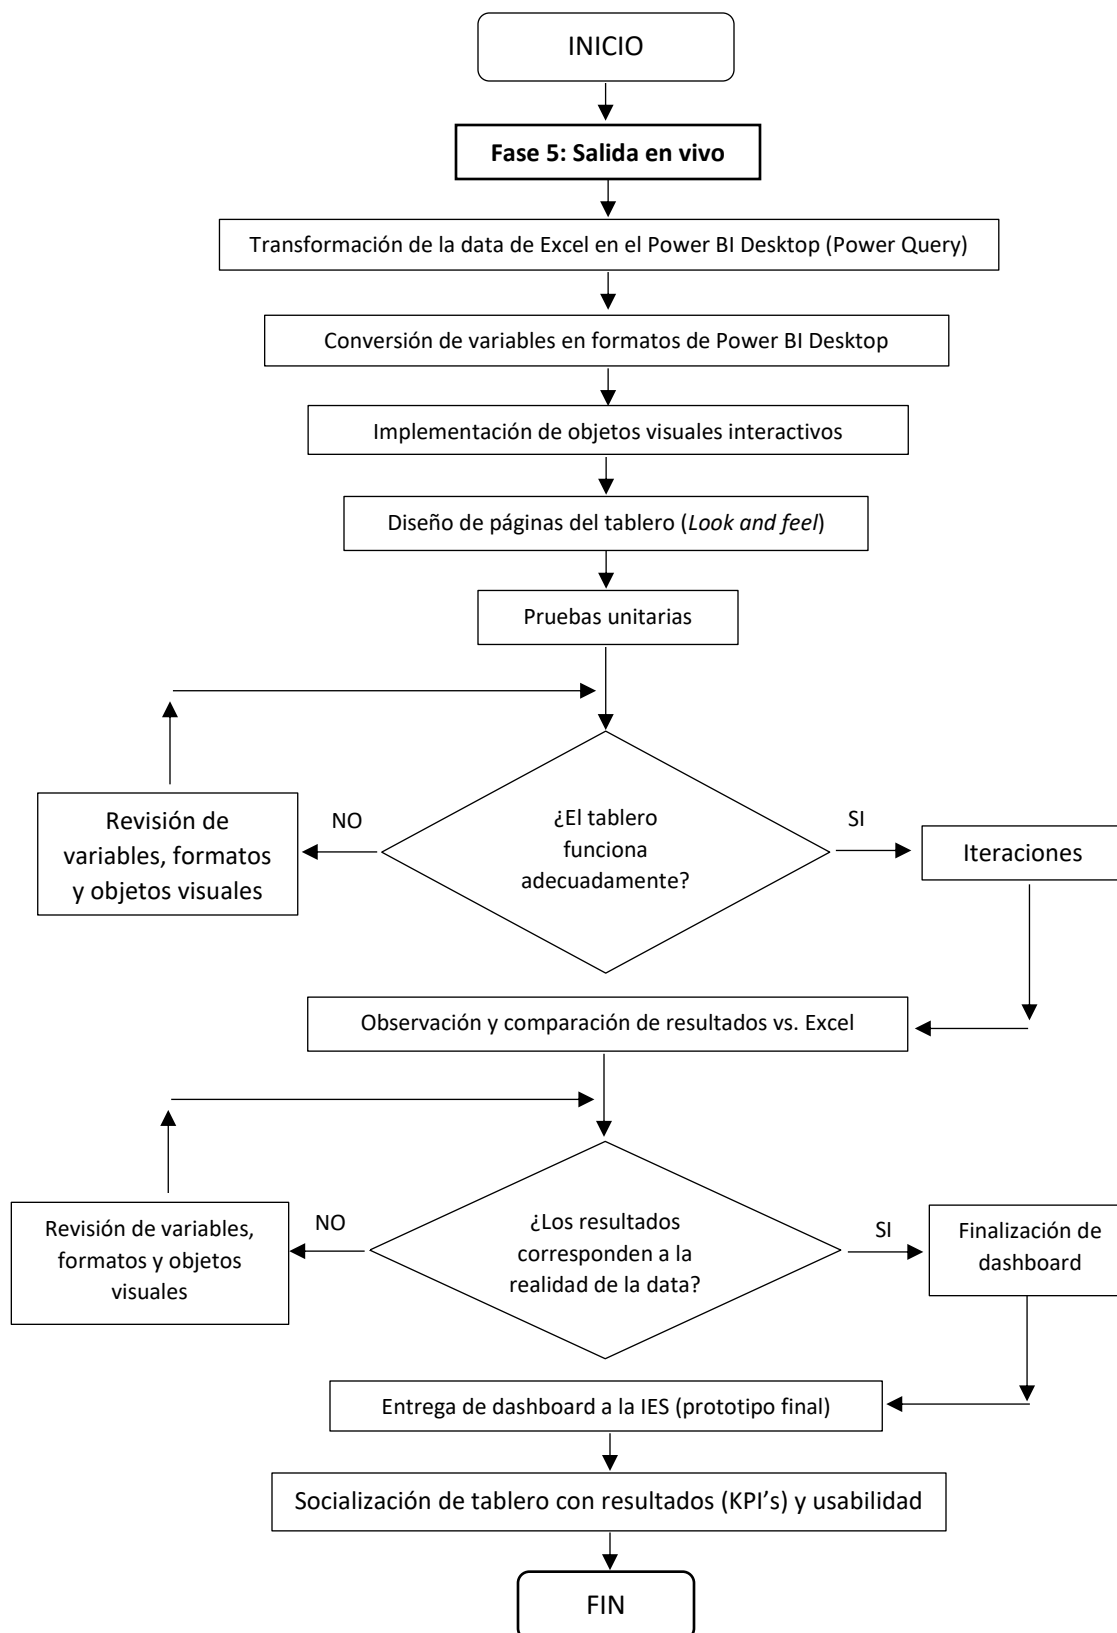 INICIO
Fase 5: Salida en vivo
Transformación de la data de Excel en el Power BI Desktop (Power Query)
Conversión de variables en formatos de Power BI Desktop
Implementación de objetos visuales interactivos
Diseño de páginas del tablero (Look and feel)
Pruebas unitarias
Revisión de
variables, formatos
y objetos visuales
NO
¿El tablero
funciona
adecuadamente?
SI
Iteraciones
Observación y comparación de resultados vs. Excel
Revisión de variables,
formatos y objetos
visuales
NO
¿Los resultados
corresponden a la
realidad de la data?
SI
Finalización de
dashboard
Entrega de dashboard a la IES (prototipo final)
Socialización de tablero con resultados (KPI’s) y usabilidad
FIN